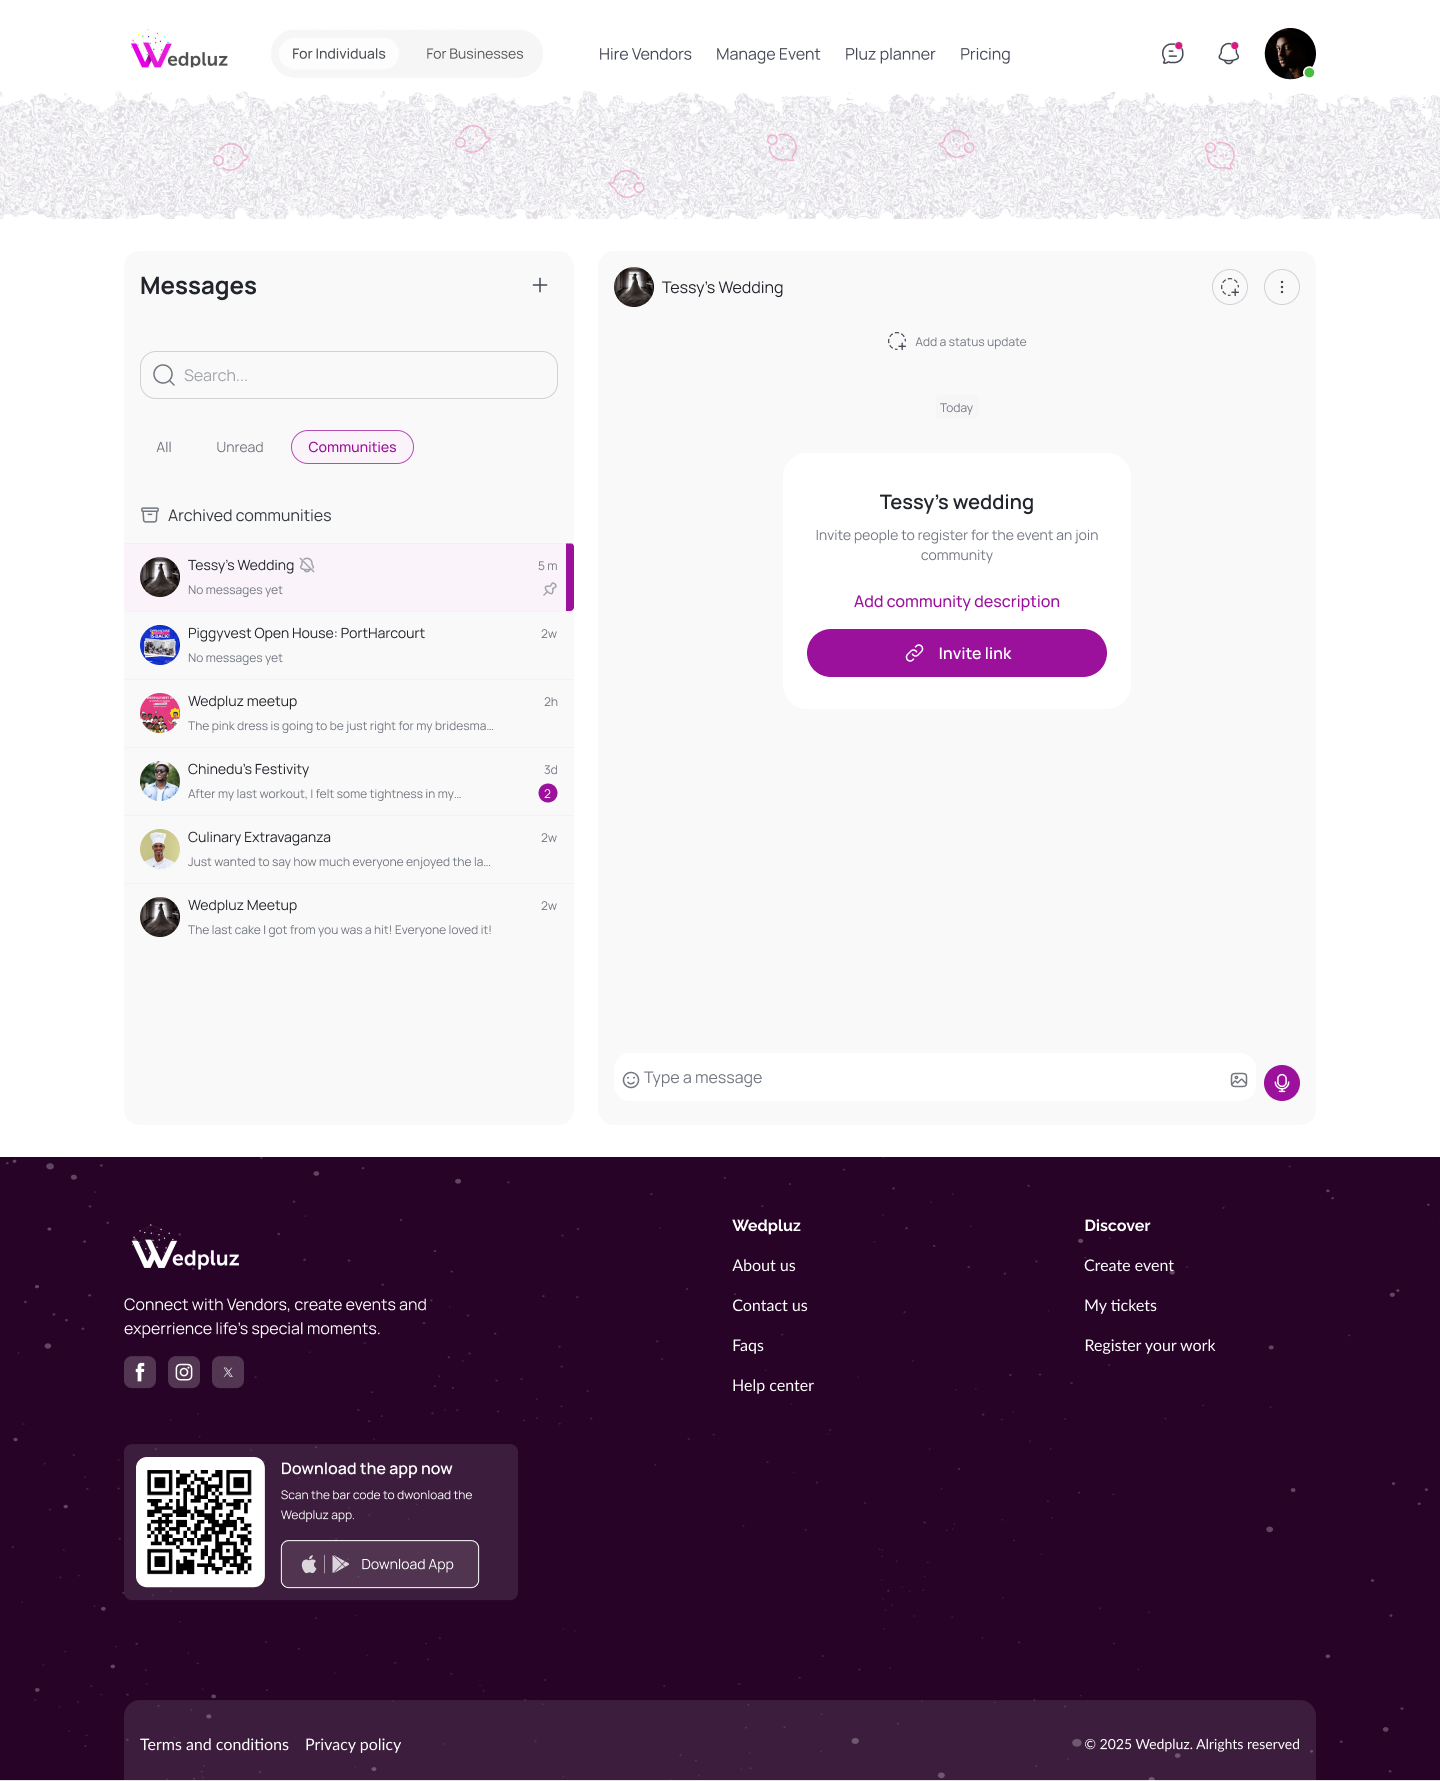 Wedpluz
For Individuals
For Businesses
Hire Vendors
Manage Event
Pluz planner
Pricing
Messages
Search...
All
Unread
Communities
Archived communities
Tessy's Wedding
5 m
No messages yet
Piggyvest Open House: PortHarcourt
2w
No messages yet
Wedpluz meetup
2h
The pink dress is going to be just right for my bridesma...
Chinedu's Festivity
3d
After my last workout, I felt some tightness in my...
2
Culinary Extravaganza
2w
Just wanted to say how much everyone enjoyed the la...
Wedpluz Meetup
2w
The last cake I got from you was a hit! Everyone loved it!
Tessy's Wedding
Add a status update
Today
Tessy's wedding
Invite people to register for the event an join
community
Add community description
Invite link
Type a message
Wedpluz
Connect with Vendors, create events and
experrience life's special moments.
Download the app now
Scan the bar code to dwonload the
Wedpluz app.
Download App
Wedpluz
About us
Contact us
Faqs
Help center
Discover
Create event
My tickets
Register your work
Terms and conditions
Privacy policy
© 2025 Wedpluz. Alrights reserved